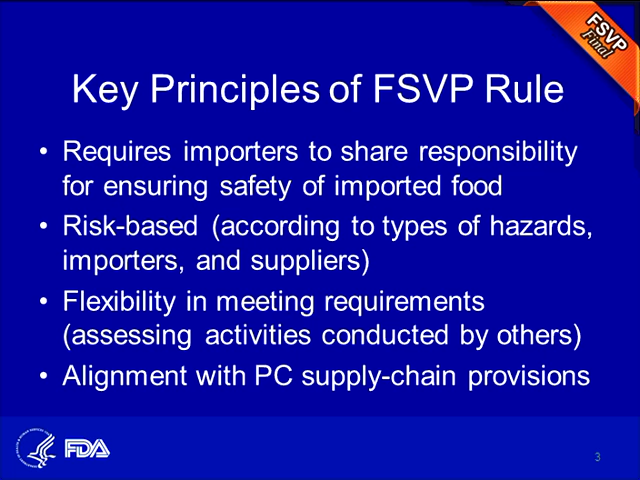 FSVP
Final
Key Principles of FSVP Rule
• Requires importers to share responsibility
for ensuring safety of imported food
• Risk-based (according to types of hazards,
importers, and suppliers)
• Flexibility in meeting requirements
(assessing activities conducted by others)
• Alignment with PC supply-chain provisions
FDA
3